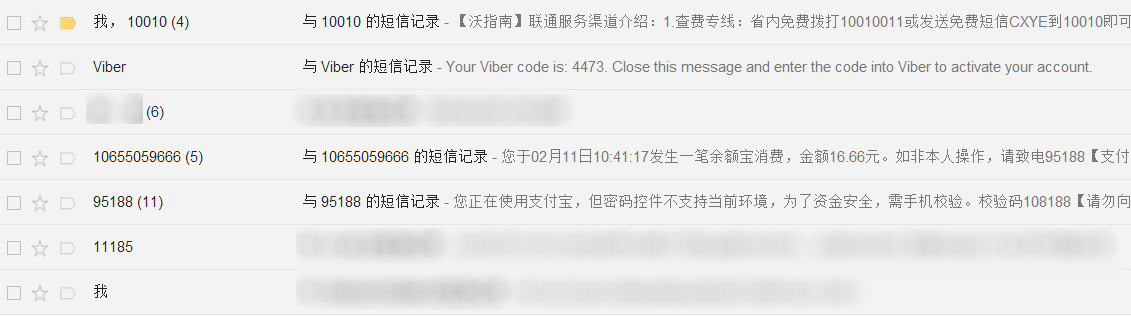 我， 10010 (4) 与 10010 的短信记录 - 【沃指南】联通服务渠道介绍：1.查费专线：省内免费拨打10010011或发送免费短信CXYE到10010即可
Viber 与 Viber 的短信记录 - Your Viber code is: 4473. Close this message and enter the code into Viber to activate your account.
(6)
10655059666 (5) 与 10655059666 的短信记录 - 您于02月11日10:41:17发生一笔余额宝消费，金额16.66元。如非本人操作，请致电95188【支付
95188 (11) 与 95188 的短信记录 - 您正在使用支付宝，但密码控件不支持当前环境，为了资金安全，需手机校验。校验码108188【请勿向
11185
我